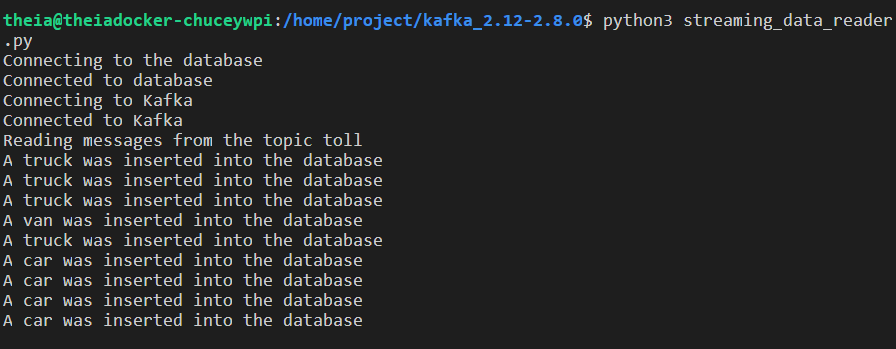 theia@theiadocker-chuceywpi:/home/project/kafka_2.12-2.8.0$ python3 streaming_data_reader
.py
Connecting to the database
Connected to database
Connecting to Kafka
Connected to Kafka
Reading messages from the topic toll
A truck was inserted into the database
A truck was inserted into the database
A truck was inserted into the database
A van was inserted into the database
A truck was inserted into the database
A car was inserted into the database
A car was inserted into the database
A car was inserted into the database
A car was inserted into the database